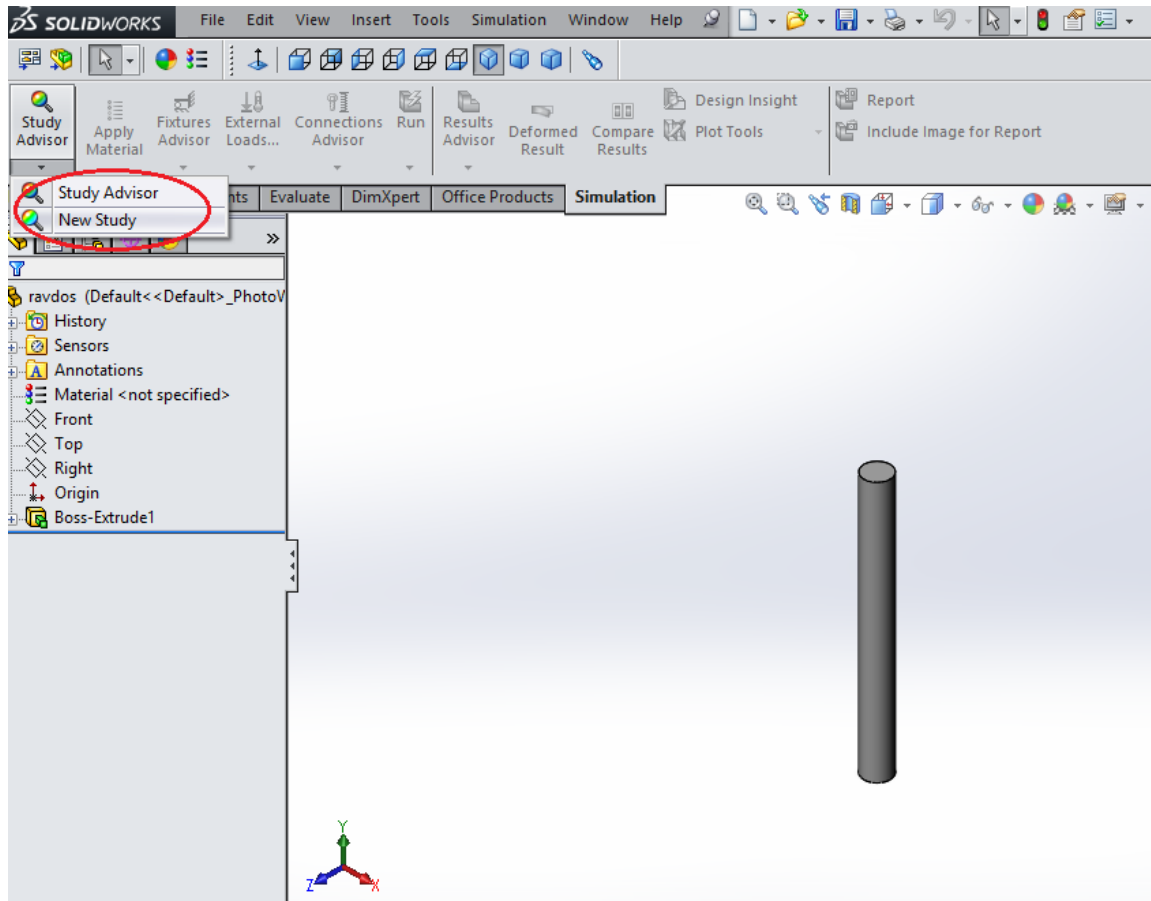 SOLIDWORKS File Edit View Insert Tools Simulation Window Help
Study Advisor
Apply Material
Fixtures Advisor
External Loads...
Connections Advisor
Run
Results Advisor
Deformed Result
Compare Results
Design Insight
Plot Tools
Report
Include Image for Report
Study Advisor
New Study
nts Evaluate DimXpert Office Products Simulation
ravdos (Default<<Default>_PhotoV
History
Sensors
A Annotations
Material <not specified>
Front
Top
Right
Origin
Boss-Extrude1
Y
Z X